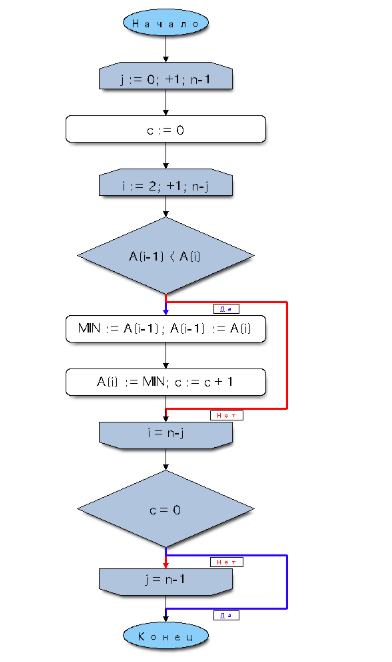 Начало
j := 0; +1; n-1
c := 0
i := 2; +1; n-j
A(i-1) < A(i)
Да
MIN := A(i-1); A(i-1) := A(i)
A(i) := MIN; c := c + 1
Нет
i = n-j
c = 0
Нет
j = n-1
Да
Конец